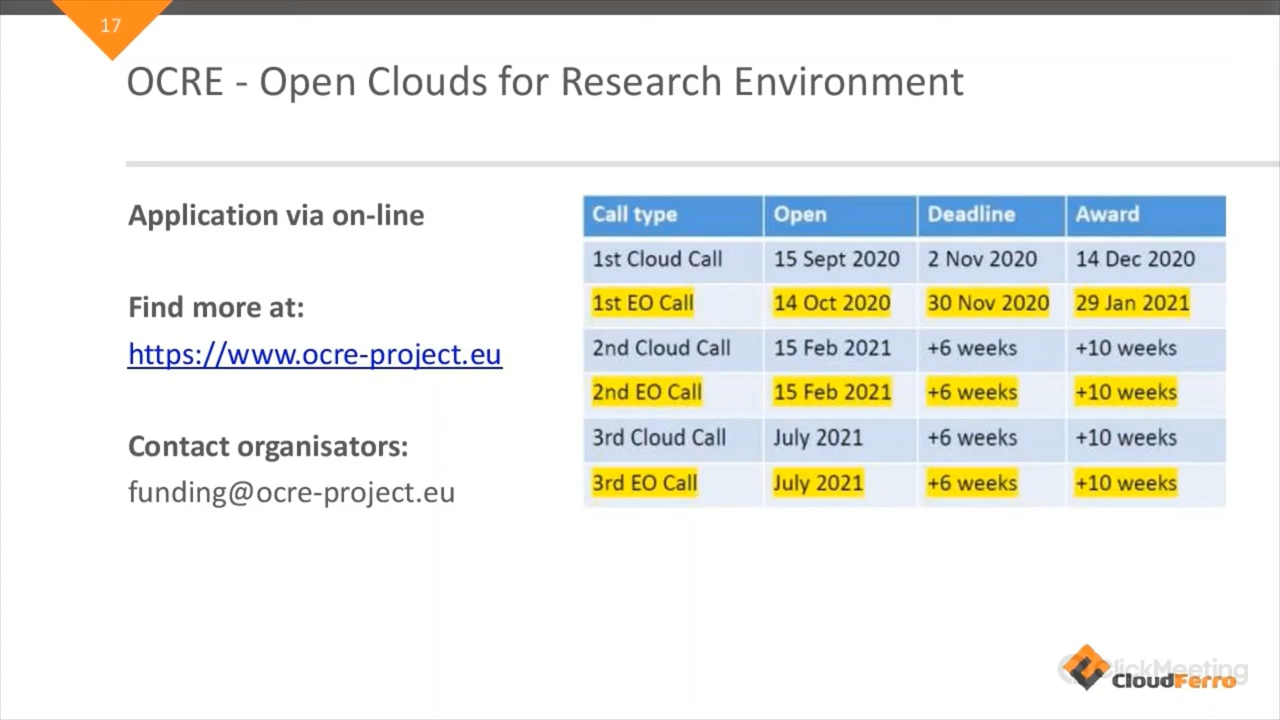 17
OCRE - Open Clouds for Research Environment
Application via on-line
Find more at:
https://www.ocre-project.eu
Contact organisators:
funding@ocre-project.eu
Call type Open Deadline Award
1st Cloud Call 15 Sept 2020 2 Nov 2020 14 Dec 2020
1st EO Call 14 Oct 2020 30 Nov 2020 29 Jan 2021
2nd Cloud Call 15 Feb 2021 +6 weeks +10 weeks
2nd EO Call 15 Feb 2021 +6 weeks +10 weeks
3rd Cloud Call July 2021 +6 weeks +10 weeks
3rd EO Call July 2021 +6 weeks +10 weeks
ClickMeeting
CloudFerro